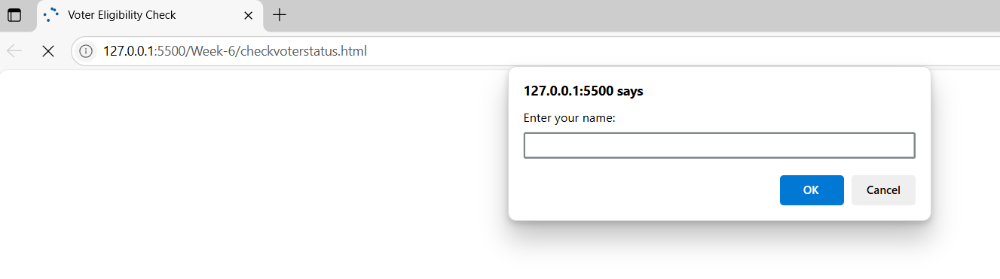 Voter Eligibility Check
127.0.0.1:5500/Week-6/checkvoterstatus.html
127.0.0.1:5500 says
Enter your name:
OK Cancel